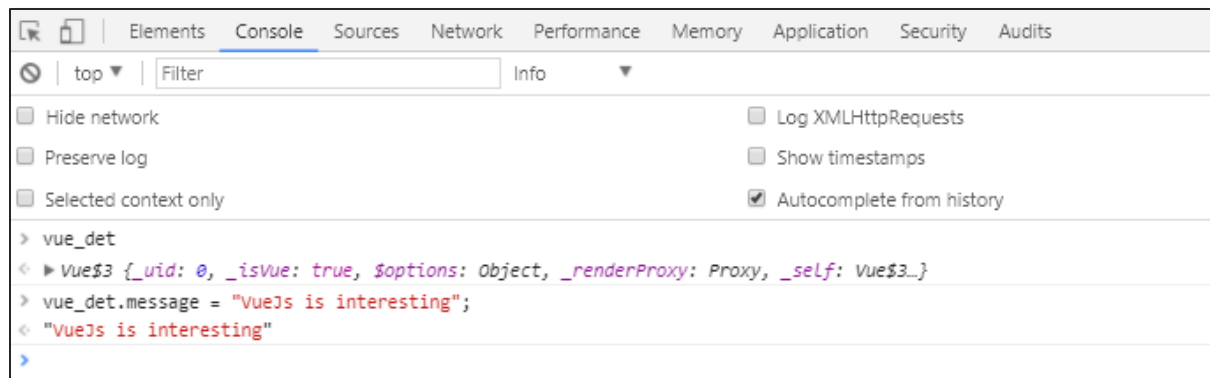 Elements Console Sources Network Performance Memory Application Security Audits
top ▼ Filter Info ▼
Hide network Log XMLHttpRequests
Preserve log Show timestamps
Selected context only Autocomplete from history
> vue_det
<· ▶ Vue$3 {_uid: 0, _isVue: true, $options: Object, _renderProxy: Proxy, _self: Vue$3…}
> vue_det.message = "VueJs is interesting";
<· "VueJs is interesting"
>